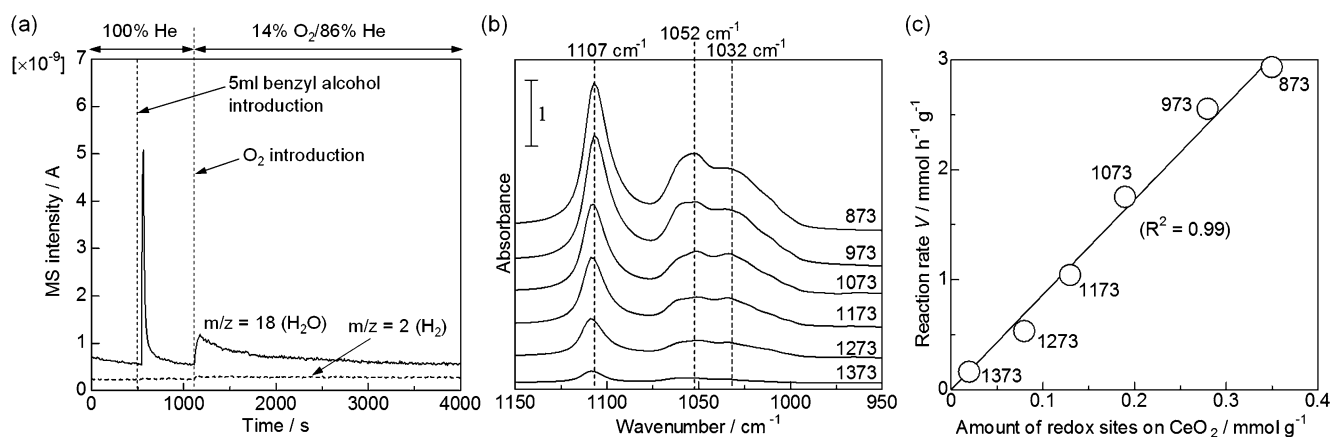 (a)
100% He
14% O₂/86% He
[×10⁻⁹]
7
6
5
4
3
2
1
0
MS intensity / A
5ml benzyl alcohol
introduction
O₂ introduction
m/z = 18 (H₂O)
m/z = 2 (H₂)
0
1000
2000
3000
4000
Time / s
(b)
1052 cm⁻¹
1107 cm⁻¹
1032 cm⁻¹
1
Absorbance
873
973
1073
1173
1273
1373
1150
1100
1050
1000
950
Wavenumber / cm⁻¹
(c)
3
2
1
0
Reaction rate V / mmol h⁻¹ g⁻¹
873
973
1073
(R² = 0.99)
1173
1273
1373
0
0.1
0.2
0.3
0.4
Amount of redox sites on CeO₂ / mmol g⁻¹